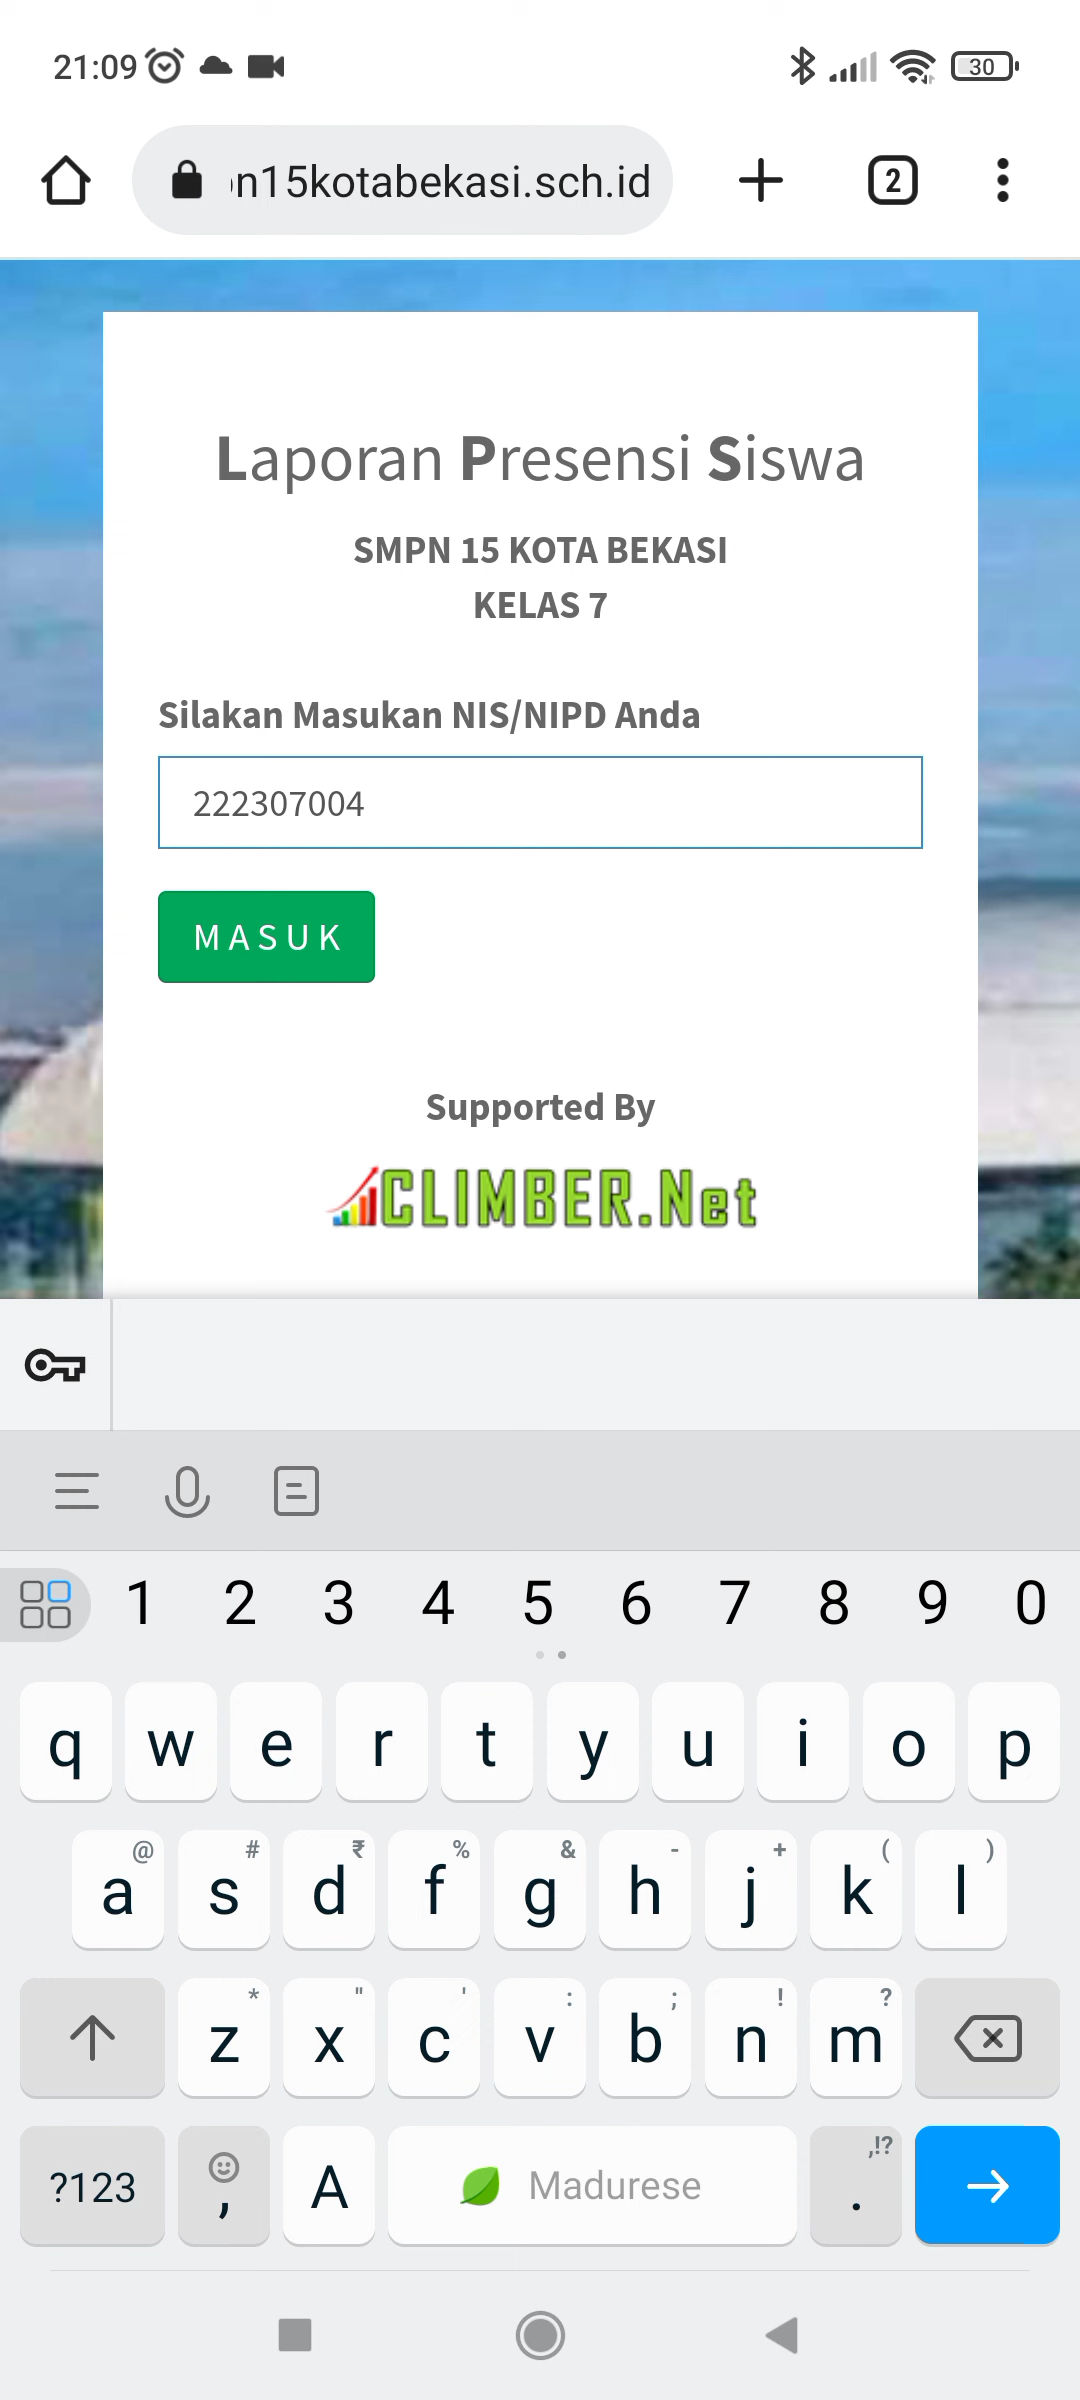 21:09
30
n15kotabekasi.sch.id
2
Laporan Presensi Siswa
SMPN 15 KOTA BEKASI
KELAS 7
Silakan Masukan NIS/NIPD Anda
222307004
MASUK
Supported By
CLIMBER.Net
1 2 3 4 5 6 7 8 9 0
q w e r t y u i o p
@ # ₹ % & - + ( )
a s d f g h j k l
* " ' : ; ! ?
z x c v b n m
,!?
?123 , A Madurese .